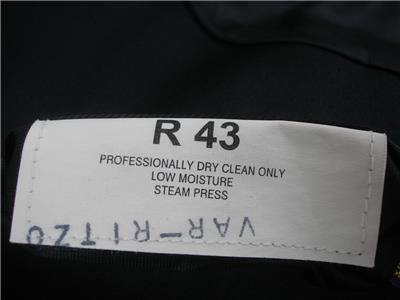 R 43
PROFESSIONALLY DRY CLEAN ONLY
LOW MOISTURE
STEAM PRESS
VAR-RITZO